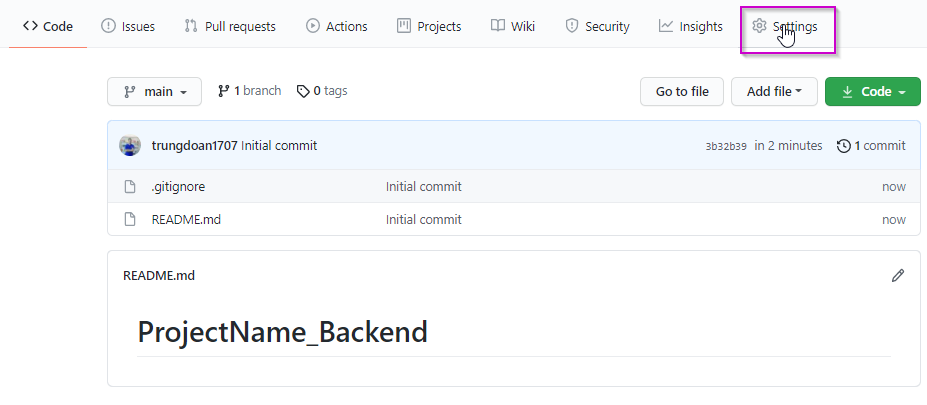 Code Issues Pull requests Actions Projects Wiki Security Insights Settings
main 1 branch 0 tags Go to file Add file Code
trungdoan1707 Initial commit 3b32b39 in 2 minutes 1 commit
.gitignore Initial commit now
README.md Initial commit now
README.md
ProjectName_Backend